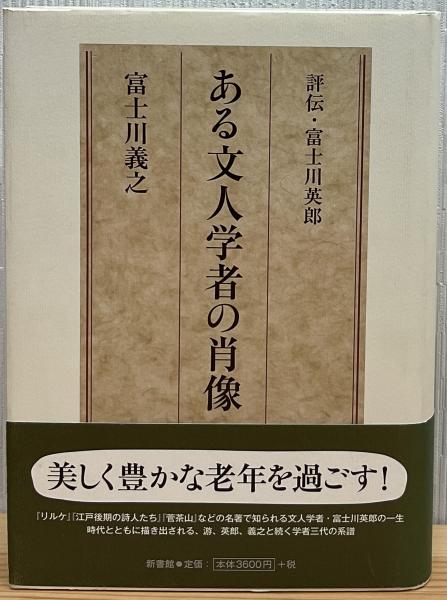 評伝・富士川英郎
ある文人学者の肖像
富士川義之
美しく豊かな老年を過ごす!
『リルケ』『江戸後期の詩人たち』『菅茶山』などの名著で知られる文人学者・富士川英郎の一生
時代とともに描き出される、游、英郎、義之と続く学者三代の系譜
新書館●定価：本体3600円+税